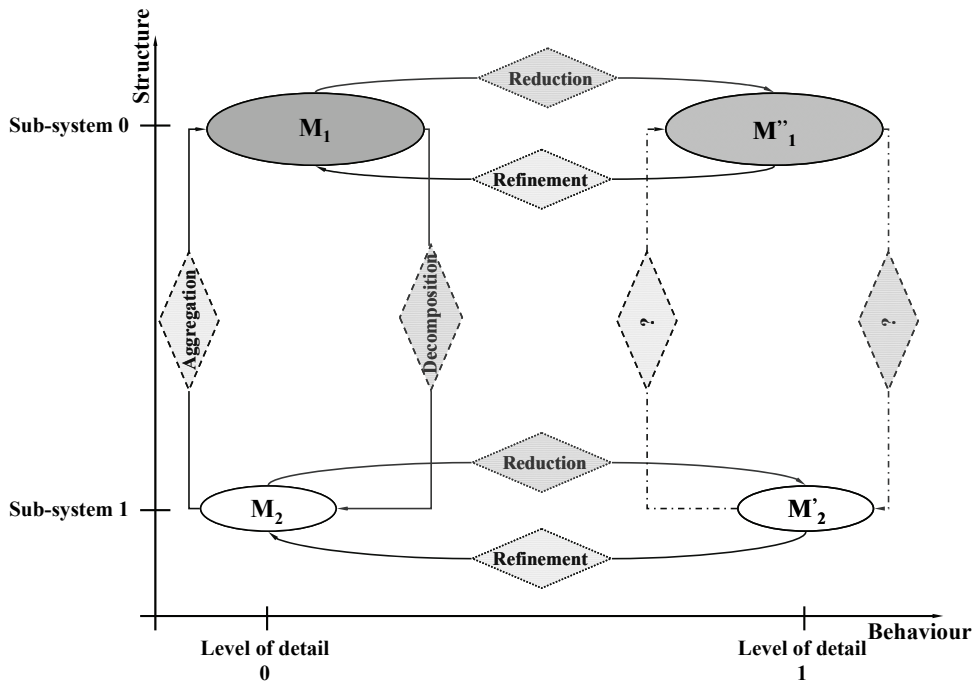 Structure
Reduction
Sub-system 0
M1
M”1
Refinement
Aggregation
Decomposition
?
?
Reduction
Sub-system 1
M2
M’2
Refinement
Behaviour
Level of detail
0
Level of detail
1